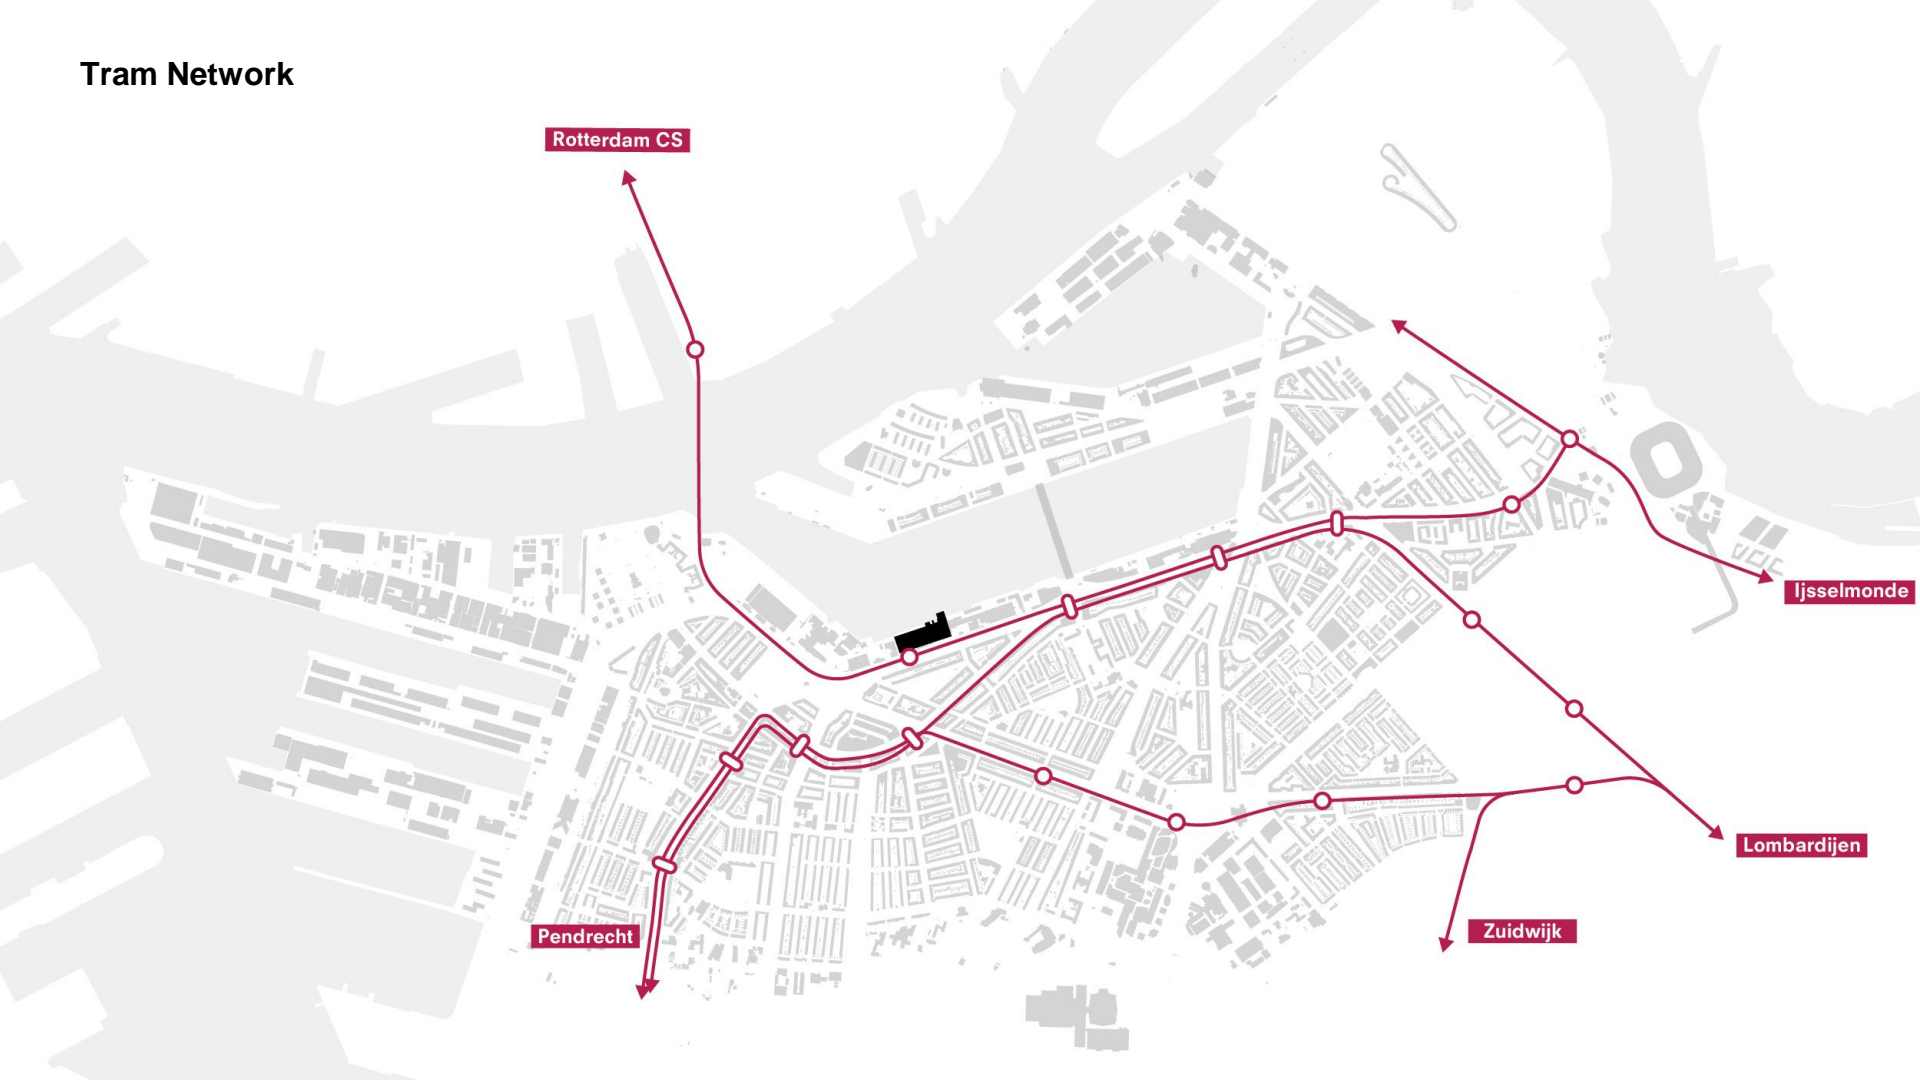 Tram Network
Rotterdam CS
Ijsselmonde
Lombardijen
Zuidwijk
Pendrecht